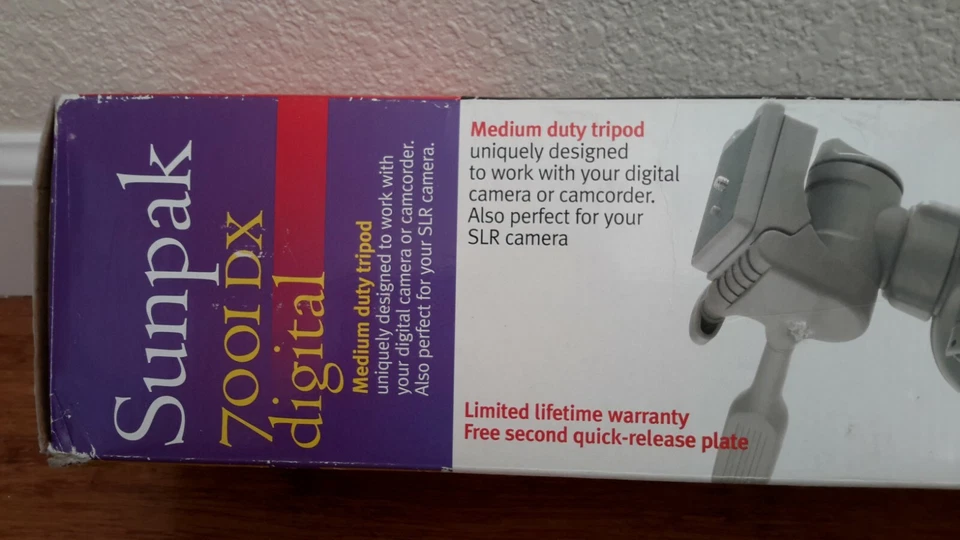 Sunpak
7001 DX
digital
Medium duty tripod
uniquely designed to work with
your digital camera or camcorder.
Also perfect for your SLR camera.
Medium duty tripod
uniquely designed
to work with your digital
camera or camcorder.
Also perfect for your
SLR camera
Limited lifetime warranty
Free second quick-release plate